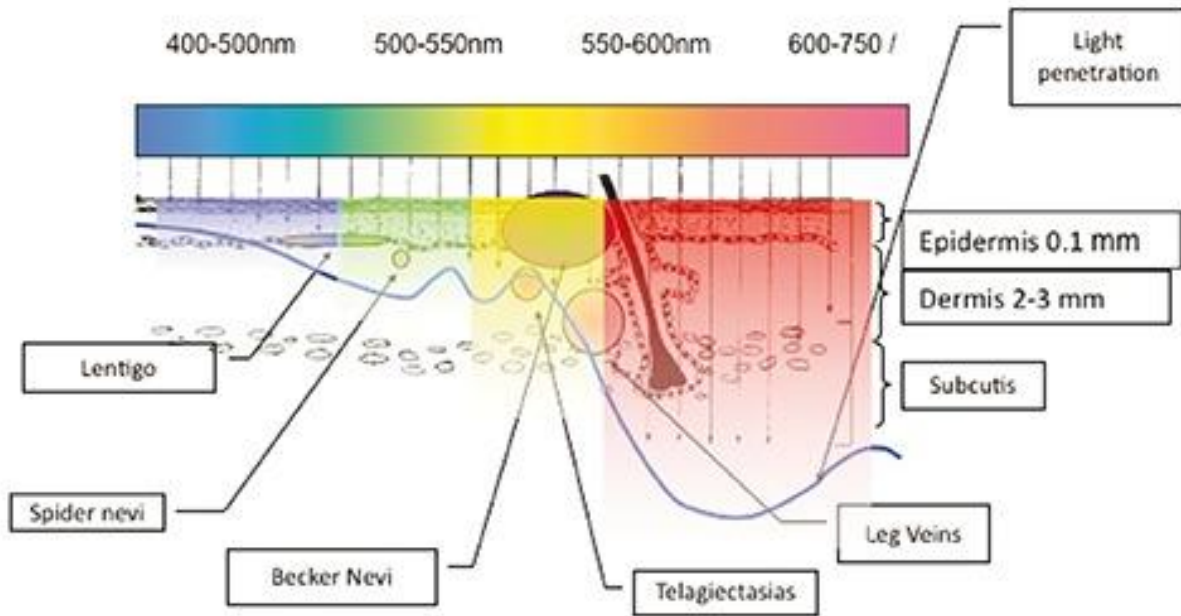 400-500nm 500-550nm 550-600nm 600-750 /
Light
penetration
Epidermis 0.1 mm
Dermis 2-3 mm
Lentigo
Subcutis
Spider nevi
Leg Veins
Becker Nevi
Telagiectasias